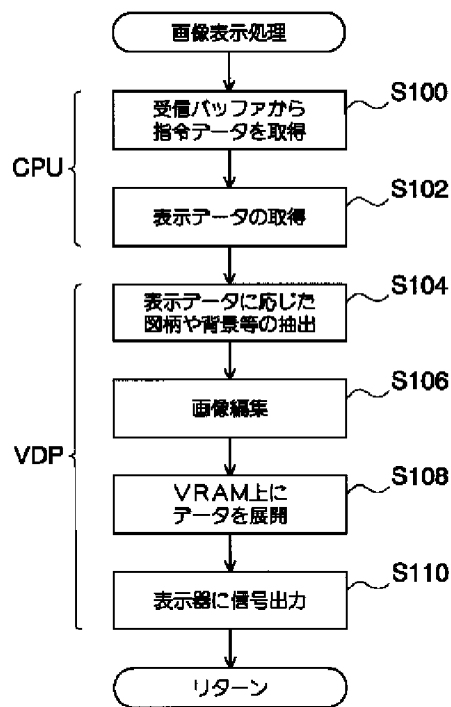 画像表示処理
S100
受信バッファから
指令データを取得
CPU
S102
表示データの取得
S104
表示データに応じた
図柄や背景等の抽出
S106
画像編集
VDP
S108
VRAM上に
データを展開
S110
表示器に信号出力
リターン